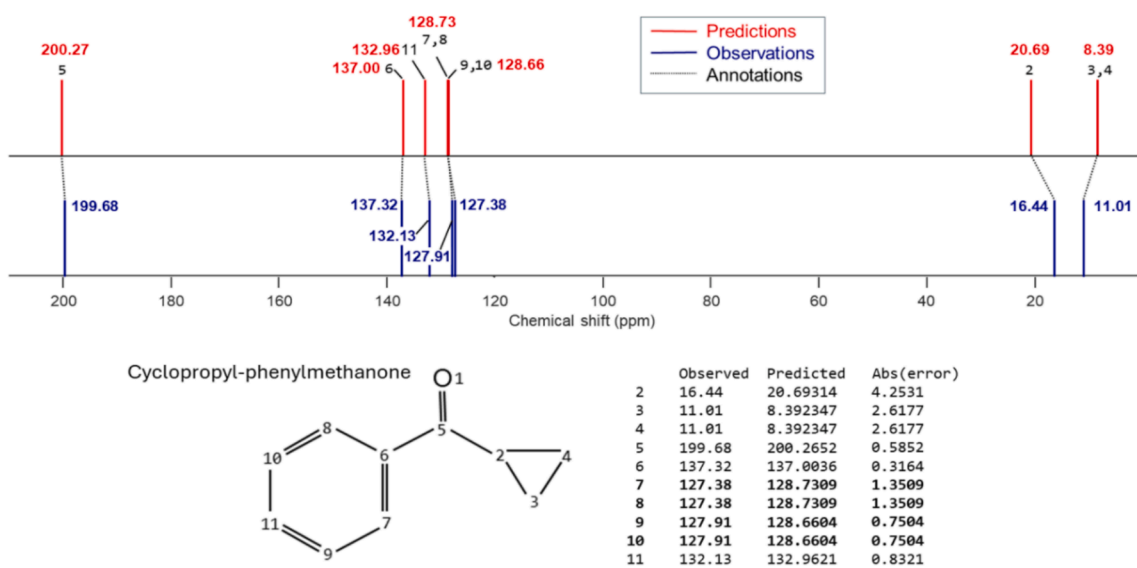 128.73
Predictions
200.27
132.96 11
7,8
20.69
8.39
Observations
5
137.00 6
9,10 128.66
2
3,4
Annotations
199.68
137.32
127.38
16.44
11.01
132.13
127.91
200 180 160 140 120 100 80 60 40 20
Chemical shift (ppm)
Cyclopropyl-phenylmethanone
O1
8
5
10
6
2
4
3
11
7
9
Observed Predicted Abs(error)
2 16.44 20.69314 4.2531
3 11.01 8.392347 2.6177
4 11.01 8.392347 2.6177
5 199.68 200.2652 0.5852
6 137.32 137.0036 0.3164
7 127.38 128.7309 1.3509
8 127.38 128.7309 1.3509
9 127.91 128.6604 0.7504
10 127.91 128.6604 0.7504
11 132.13 132.9621 0.8321